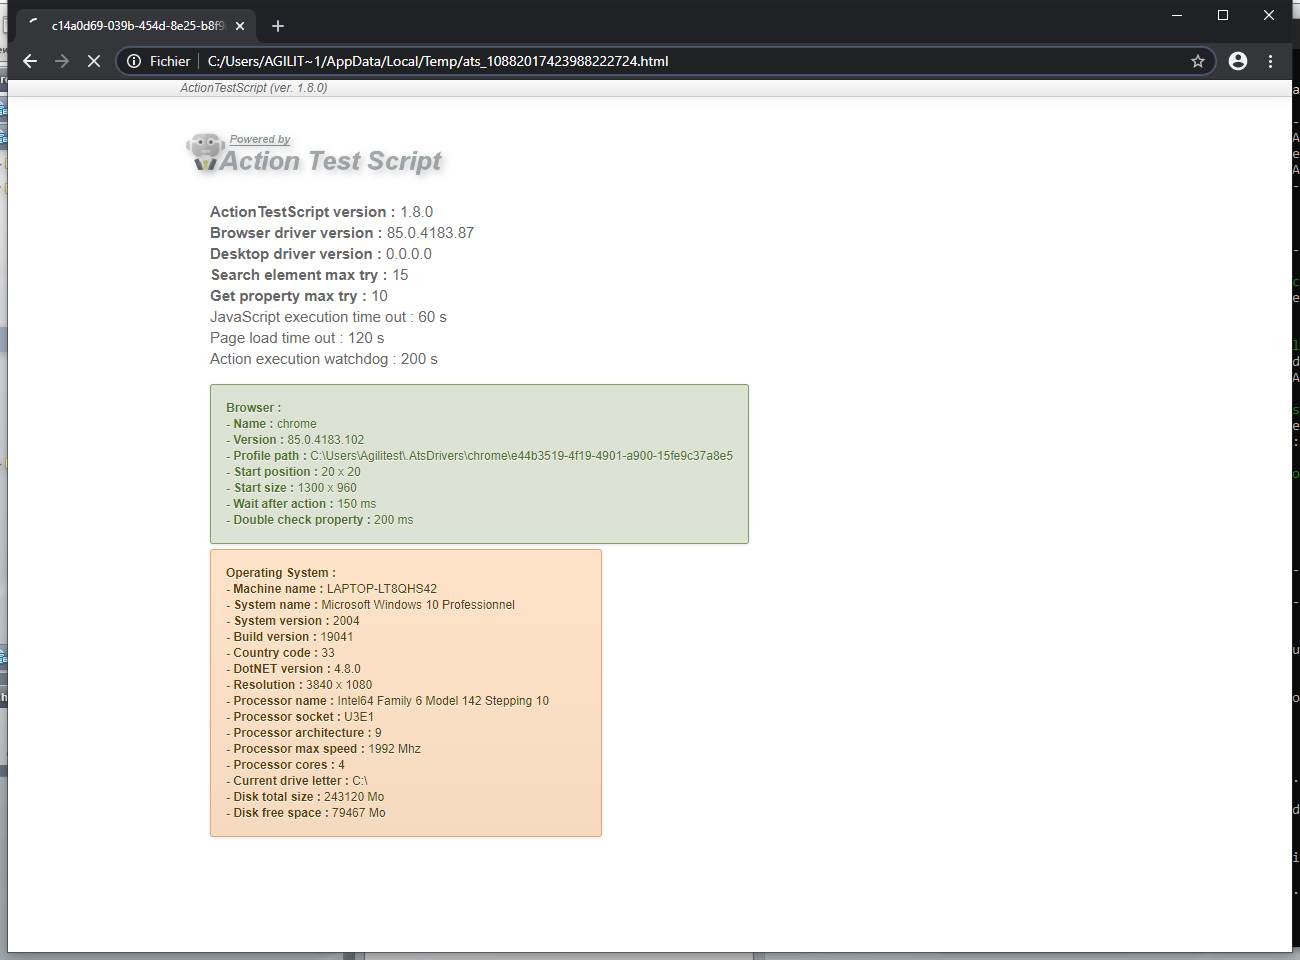 c14a0d69-039b-454d-8e25-b8f9
Fichier C:/Users/AGILIT~1/AppData/Local/Temp/ats_10882017423988222724.html
ActionTestScript (ver. 1.8.0)
Powered by
Action Test Script
ActionTestScript version : 1.8.0
Browser driver version : 85.0.4183.87
Desktop driver version : 0.0.0.0
Search element max try : 15
Get property max try : 10
JavaScript execution time out : 60 s
Page load time out : 120 s
Action execution watchdog : 200 s
Browser :
- Name : chrome
- Version : 85.0.4183.102
- Profile path : C:\Users\Agilitest\.AtsDrivers\chrome\e44b3519-4f19-4901-a900-15fe9c37a8e5
- Start position : 20 x 20
- Start size : 1300 x 960
- Wait after action : 150 ms
- Double check property : 200 ms
Operating System :
- Machine name : LAPTOP-LT8QHS42
- System name : Microsoft Windows 10 Professionnel
- System version : 2004
- Build version : 19041
- Country code : 33
- DotNET version : 4.8.0
- Resolution : 3840 x 1080
- Processor name : Intel64 Family 6 Model 142 Stepping 10
- Processor socket : U3E1
- Processor architecture : 9
- Processor max speed : 1992 Mhz
- Processor cores : 4
- Current drive letter : C:\
- Disk total size : 243120 Mo
- Disk free space : 79467 Mo